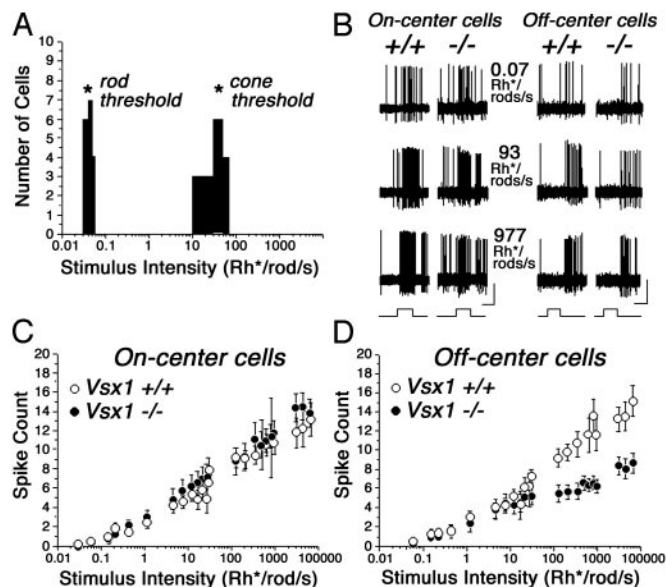 A
Number of Cells
10
9
8
7
6
5
4
3
2
1
0
* rod threshold
* cone threshold
0.01 0.1 1 10 100 1000
Stimulus Intensity (Rh*/rod/s)
B
On-center cells Off-center cells
+/+ -/- +/+ -/-
0.07
Rh*/
rods/s
93
Rh*/
rods/s
977
Rh*/
rods/s
C
On-center cells
Vsx1 +/+
Vsx1 -/-
Spike Count
20
18
16
14
12
10
8
6
4
2
0
0.01 0.1 1 10 100 1000 100000
Stimulus Intensity (Rh*/rod/s)
D
Off-center cells
Vsx1 +/+
Vsx1 -/-
Spike Count
20
18
16
14
12
10
8
6
4
2
0
0.01 0.1 1 10 100 1000 100000
Stimulus Intensity (Rh*/rod/s)